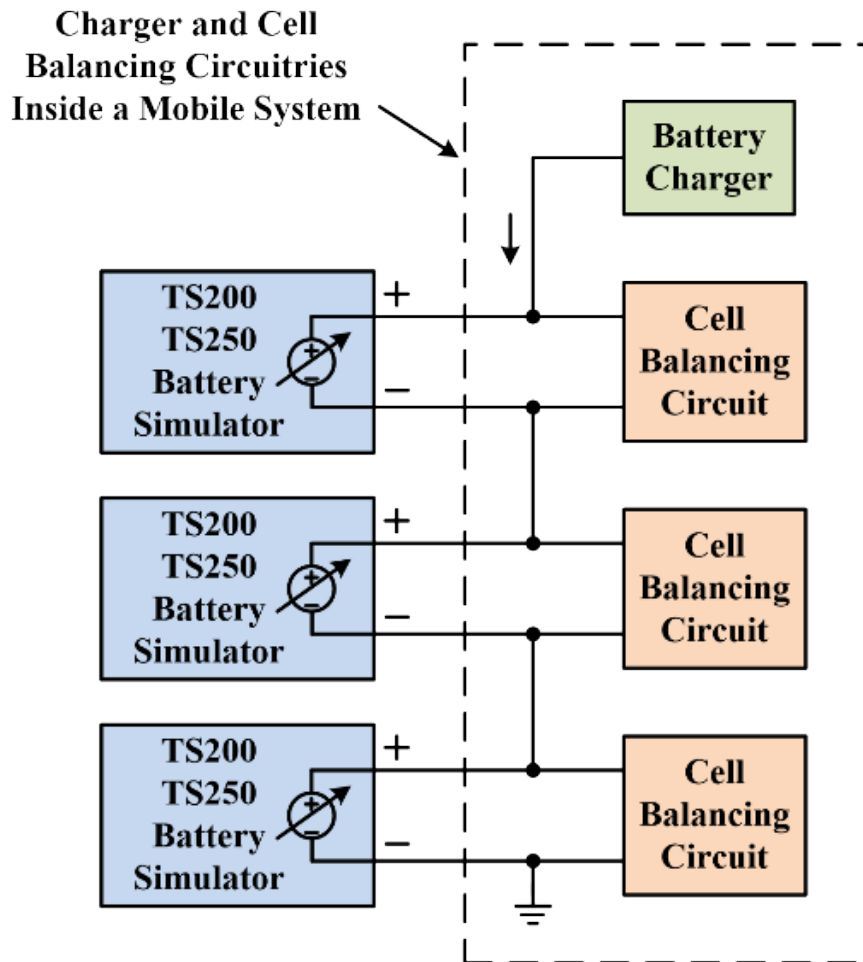 Charger and Cell
Balancing Circuitries
Inside a Mobile System
Battery
Charger
TS200
TS250
Battery
Simulator
+
−
+
−
Cell
Balancing
Circuit
TS200
TS250
Battery
Simulator
+
−
+
−
Cell
Balancing
Circuit
TS200
TS250
Battery
Simulator
+
−
+
−
Cell
Balancing
Circuit